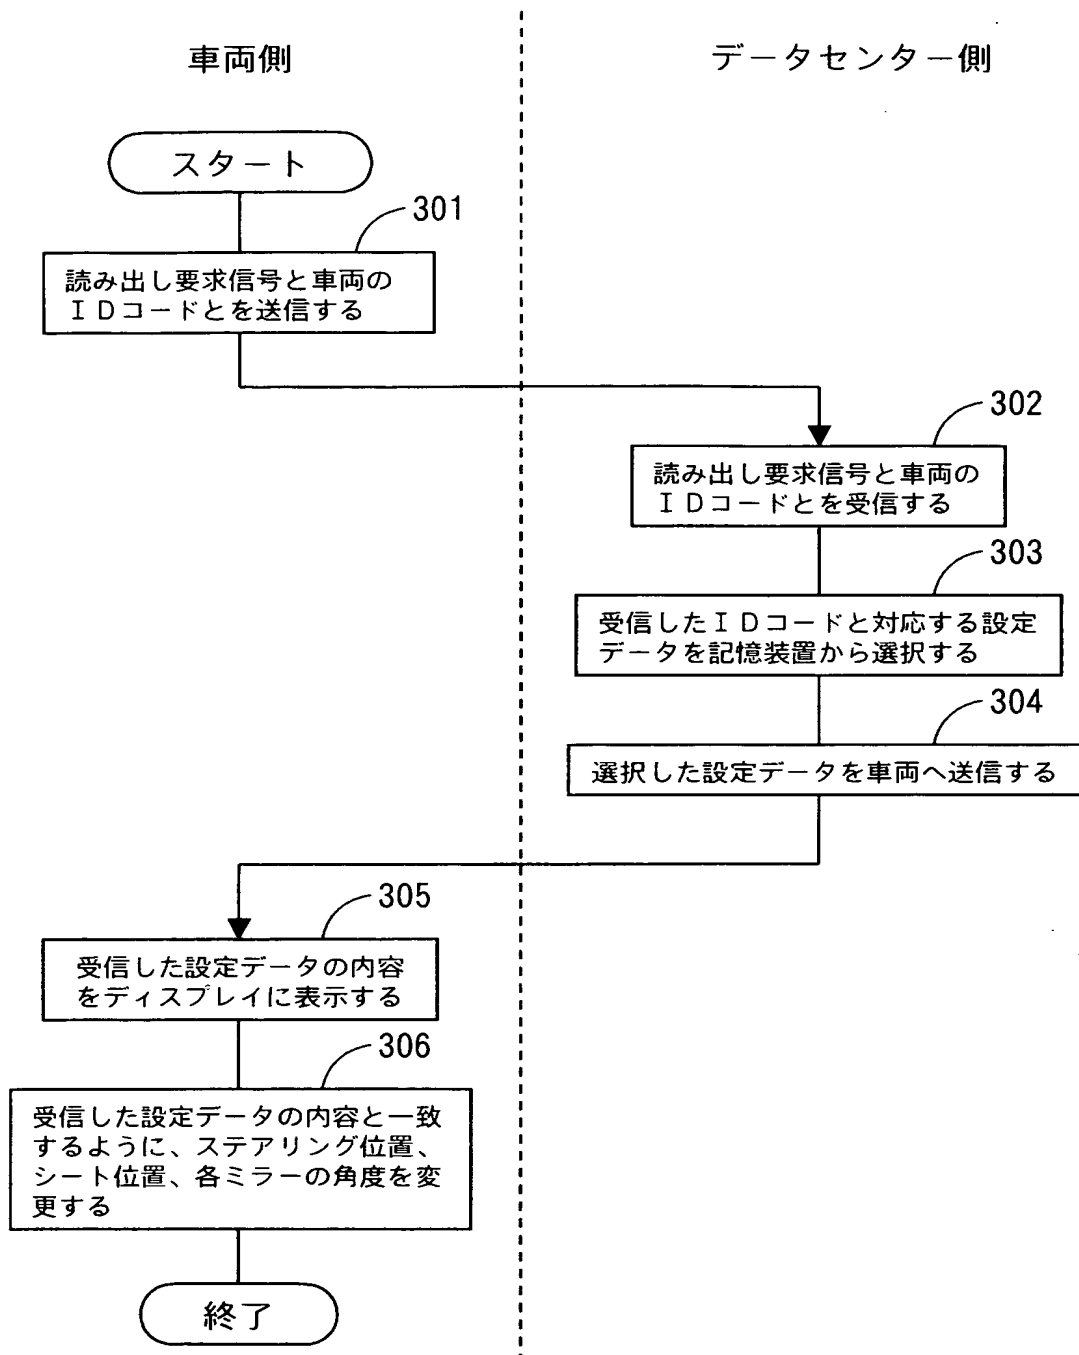 車両側
データセンター側
スタート
301
読み出し要求信号と車両の
ＩＤコードとを送信する
302
読み出し要求信号と車両の
ＩＤコードとを受信する
303
受信したＩＤコードと対応する設定
データを記憶装置から選択する
304
選択した設定データを車両へ送信する
305
受信した設定データの内容
をディスプレイに表示する
306
受信した設定データの内容と一致
するように、ステアリング位置、
シート位置、各ミラーの角度を変
更する
終了